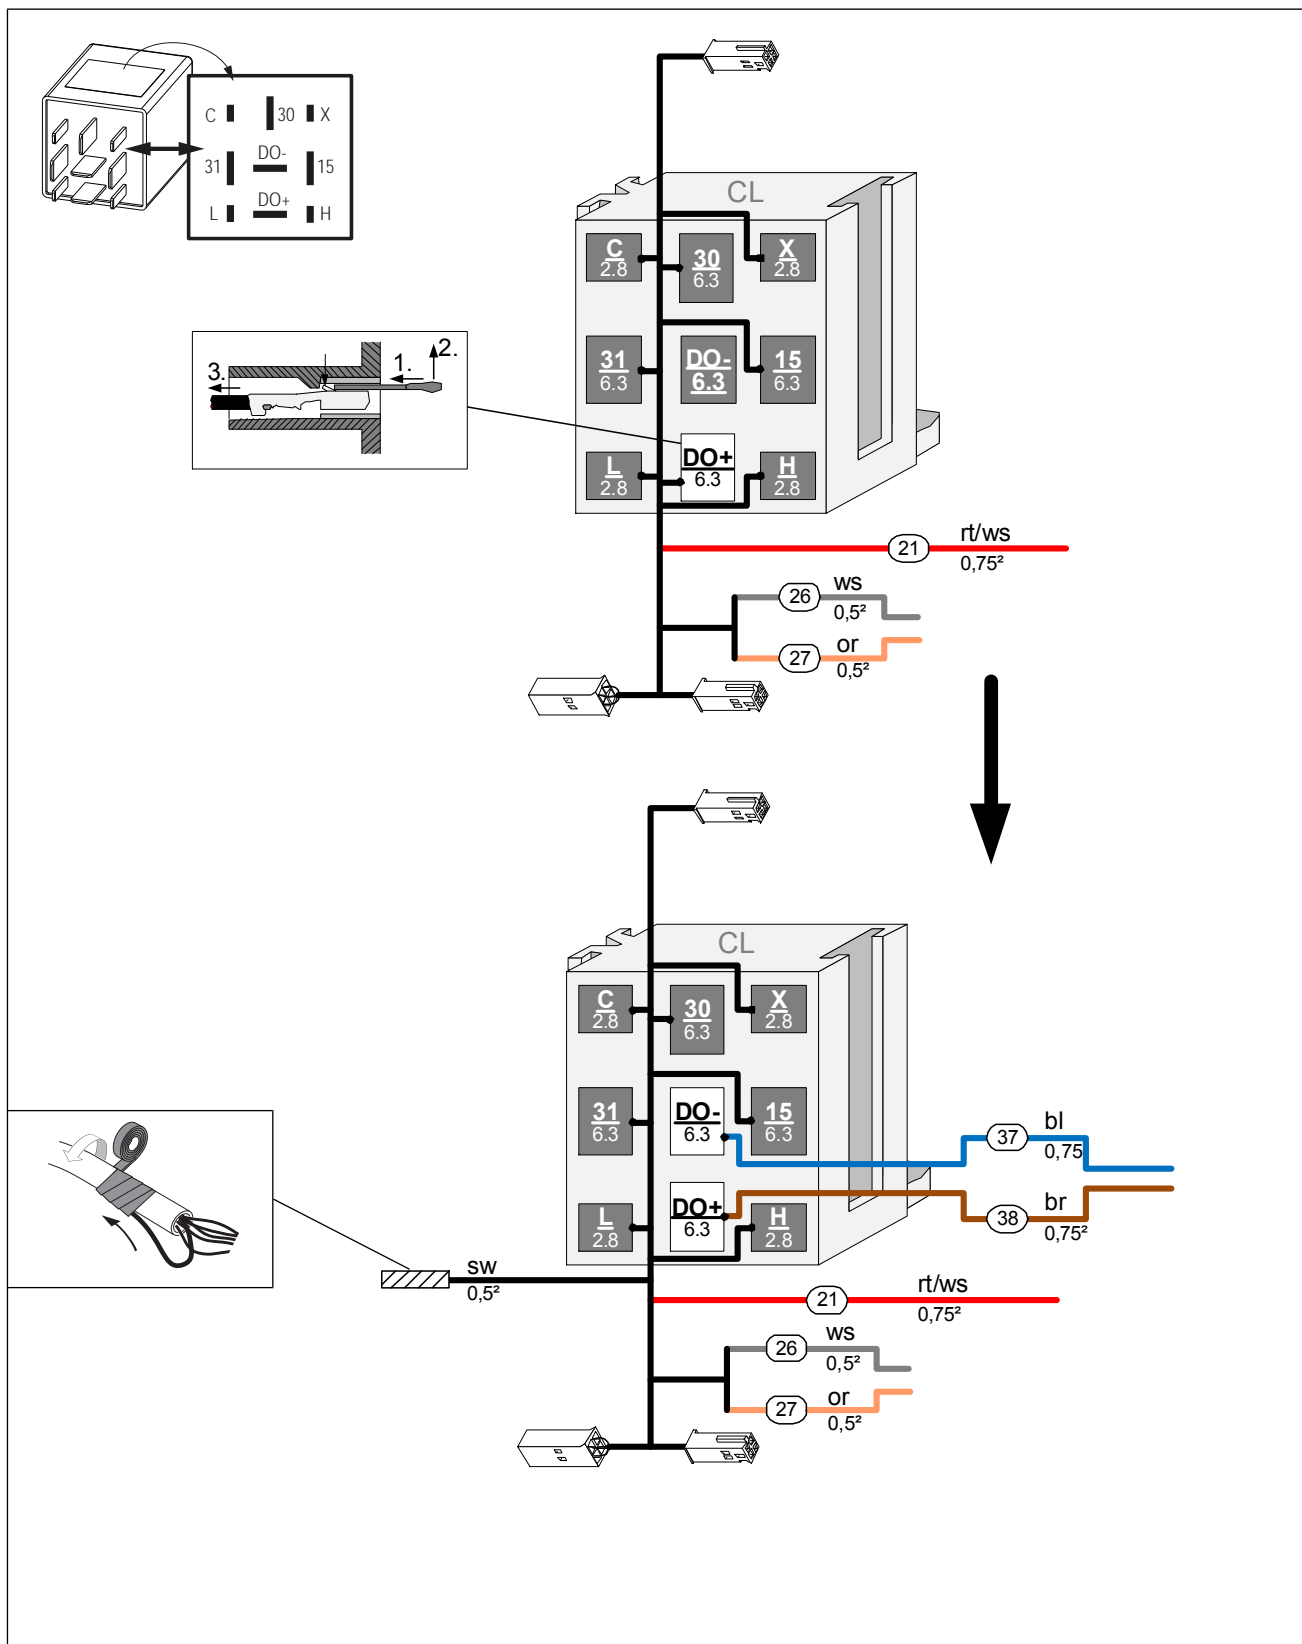 C 30 X
31 DO- 15
L DO+ H
CL
C 30 X
2.8 6.3 2.8
31 DO- 15
6.3 6.3 6.3
L DO+ H
2.8 6.3 2.8
1. 2.
3.
21 rt/ws
0,75²
26 ws
0,5²
27 or
0,5²
CL
C 30 X
2.8 6.3 2.8
31 DO- 15
6.3 6.3 6.3
L DO+ H
2.8 6.3 2.8
37 bl
0,75
38 br
0,75²
sw
0,5²
21 rt/ws
0,75²
26 ws
0,5²
27 or
0,5²